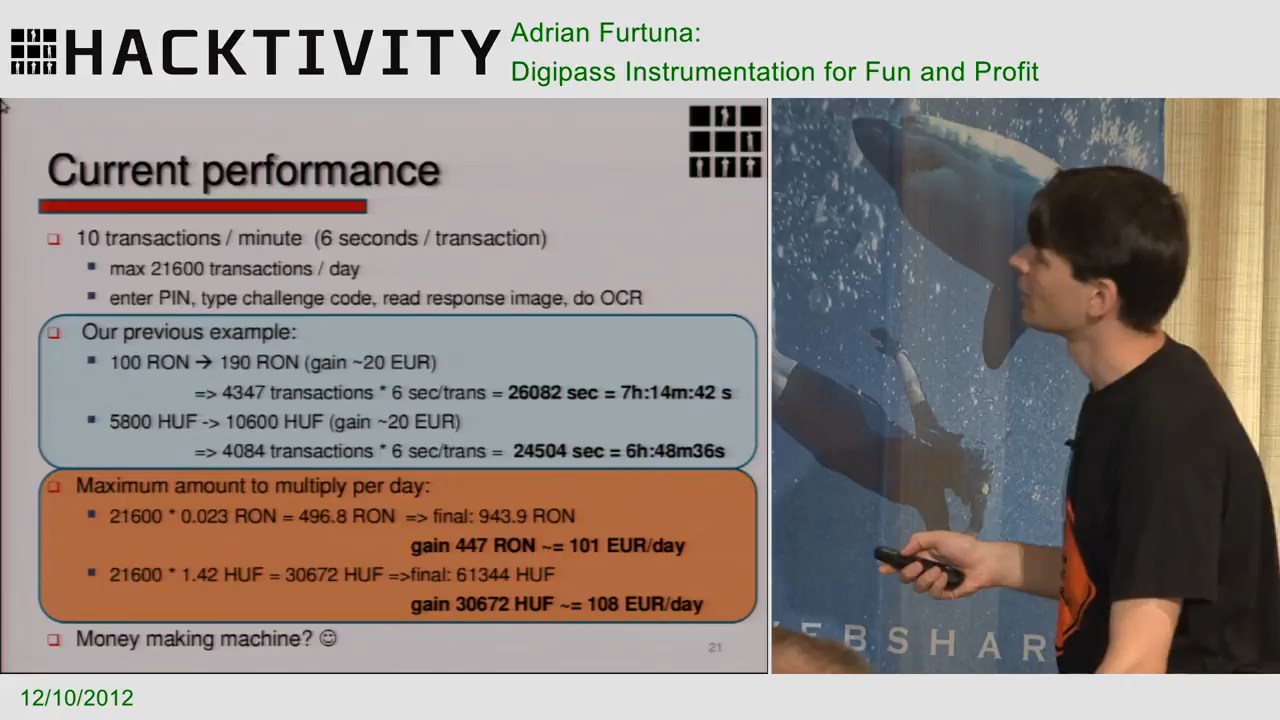 HACKTIVITY
Adrian Furtuna:
Digipass Instrumentation for Fun and Profit
Current performance
10 transactions / minute (6 seconds / transaction)
max 21600 transactions / day
enter PIN, type challenge code, read response image, do OCR
Our previous example:
100 RON → 190 RON (gain ~20 EUR)
=> 4347 transactions * 6 sec/trans = 26082 sec = 7h:14m:42 s
5800 HUF -> 10600 HUF (gain ~20 EUR)
=> 4084 transactions * 6 sec/trans = 24504 sec = 6h:48m36s
Maximum amount to multiply per day:
21600 * 0.023 RON = 496.8 RON => final: 943.9 RON
gain 447 RON ~= 101 EUR/day
21600 * 1.42 HUF = 30672 HUF =>final: 61344 HUF
gain 30672 HUF ~= 108 EUR/day
Money making machine? ☺
21
EBSHAR
12/10/2012